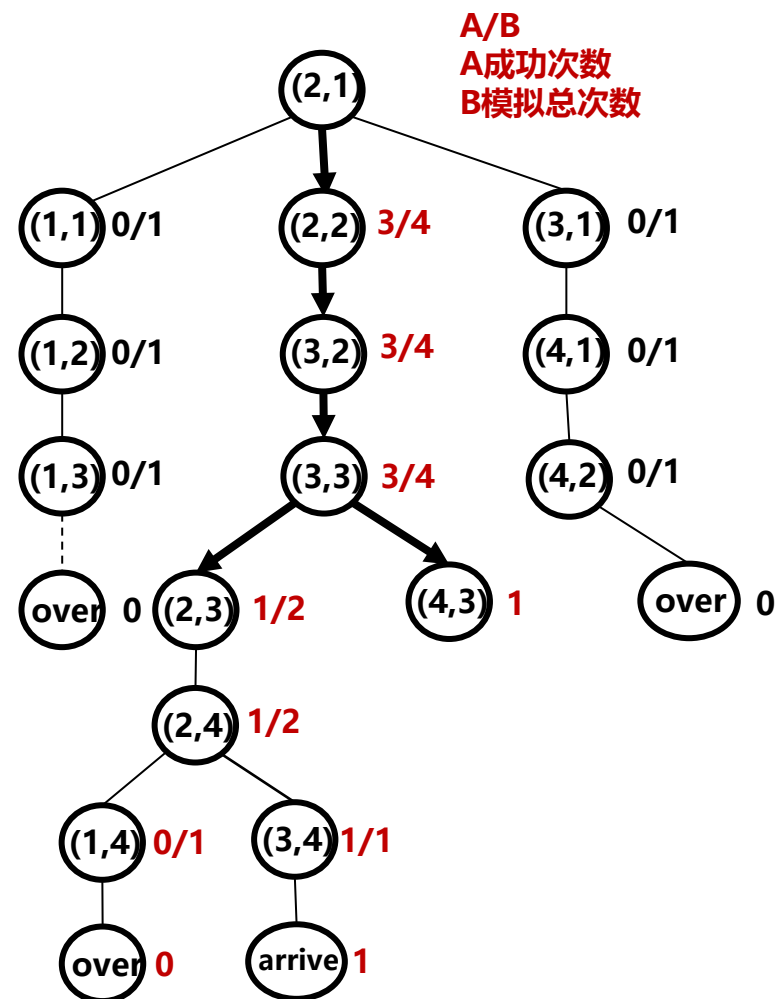 A/B
A成功次数
B模拟总次数
(2,1)
(1,1) 0/1
(2,2) 3/4
(3,1) 0/1
(1,2) 0/1
(3,2) 3/4
(4,1) 0/1
(1,3) 0/1
(3,3) 3/4
(4,2) 0/1
over 0
(2,3) 1/2
(4,3) 1
over 0
(2,4) 1/2
(1,4) 0/1
(3,4) 1/1
over 0
arrive 1